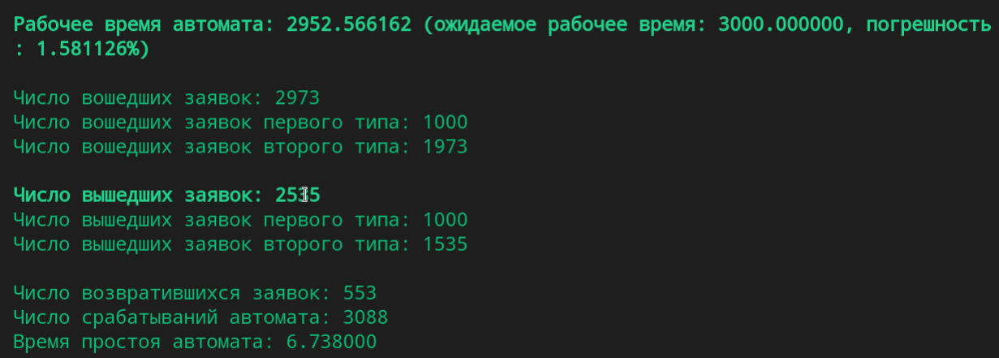 Рабочее время автомата: 2952.566162 (ожидаемое рабочее время: 3000.000000, погрешность
: 1.581126%)
Число вошедших заявок: 2973
Число вошедших заявок первого типа: 1000
Число вошедших заявок второго типа: 1973
Число вышедших заявок: 2535
Число вышедших заявок первого типа: 1000
Число вышедших заявок второго типа: 1535
Число возвратившихся заявок: 553
Число срабатываний автомата: 3088
Время простоя автомата: 6.738000